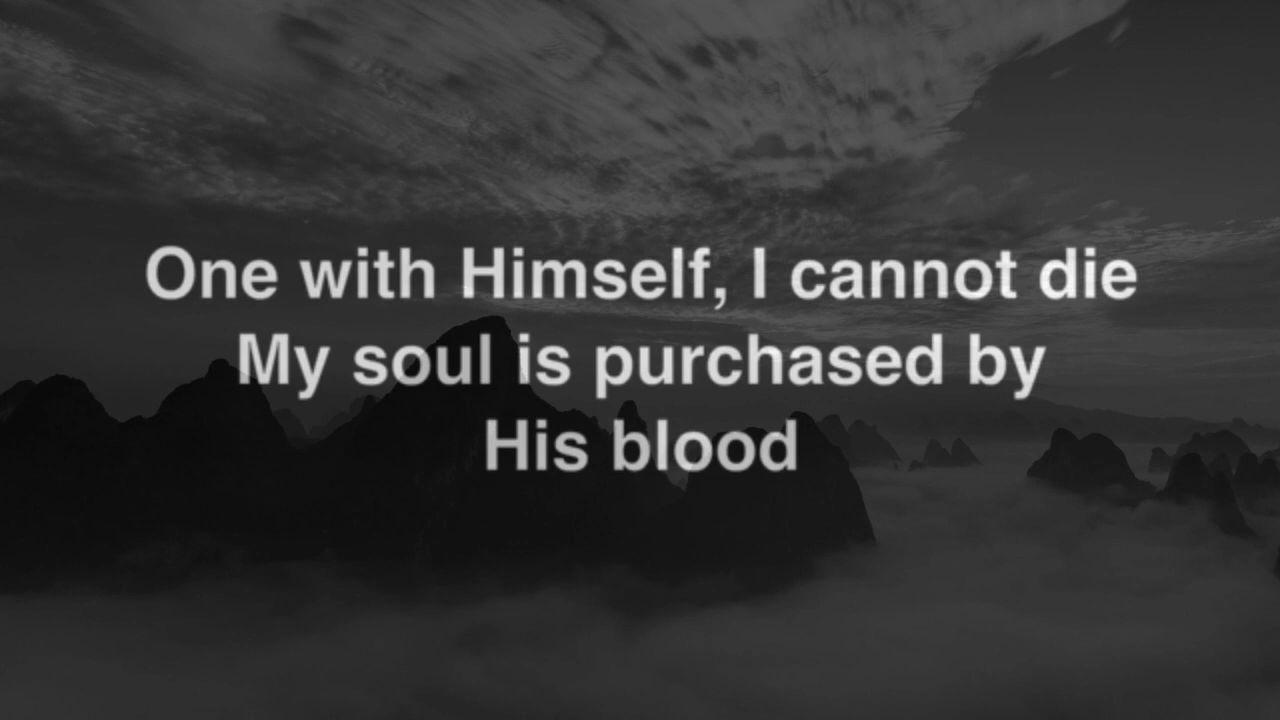 One with Himself, I cannot die
My soul is purchased by
His blood